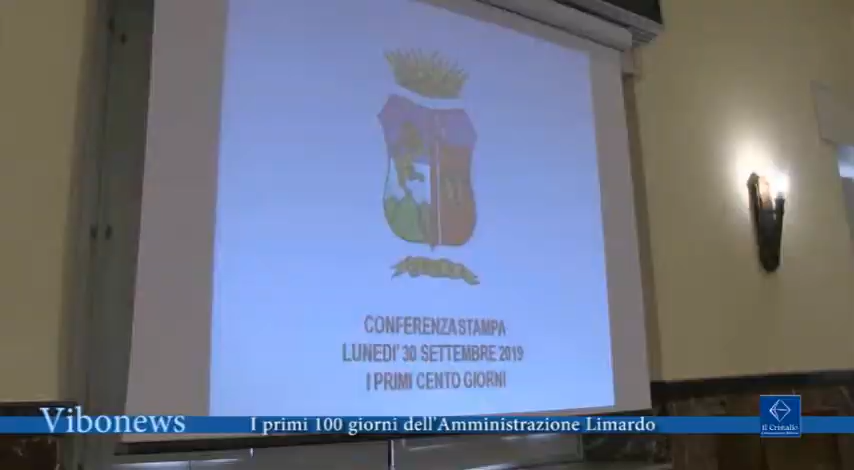 CONFERENZA STAMPA
LUNEDI' 30 SETTEMBRE 2019
I PRIMI CENTO GIORNI
Vibonews
I primi 100 giorni dell'Amministrazione Limardo
Il Cristallo